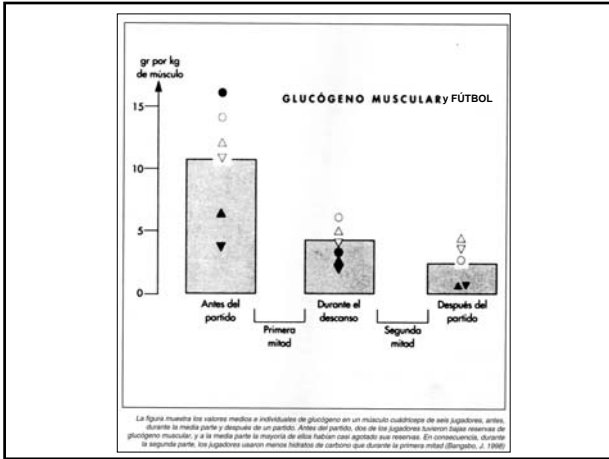 gr por kg
de músculo
GLUCÓGENO MUSCULAR y FÚTBOL
15
10
5
0
Antes del
partido
Durante el
descanso
Después del
partido
Primera
mitad
Segunda
mitad
La figura muestra los valores medios e individuales de glucógeno en un músculo cuádriceps de seis jugadores, antes,
durante la media parte y después de un partido. Antes del partido, dos de los jugadores tuvieron bajas reservas de
glucógeno muscular, y a la media parte la mayoría de ellos habían casi agotado sus reservas. En consecuencia, durante
la segunda parte, los jugadores usaron menos hidratos de carbono que durante la primera mitad (Bangsbo, J. 1998)